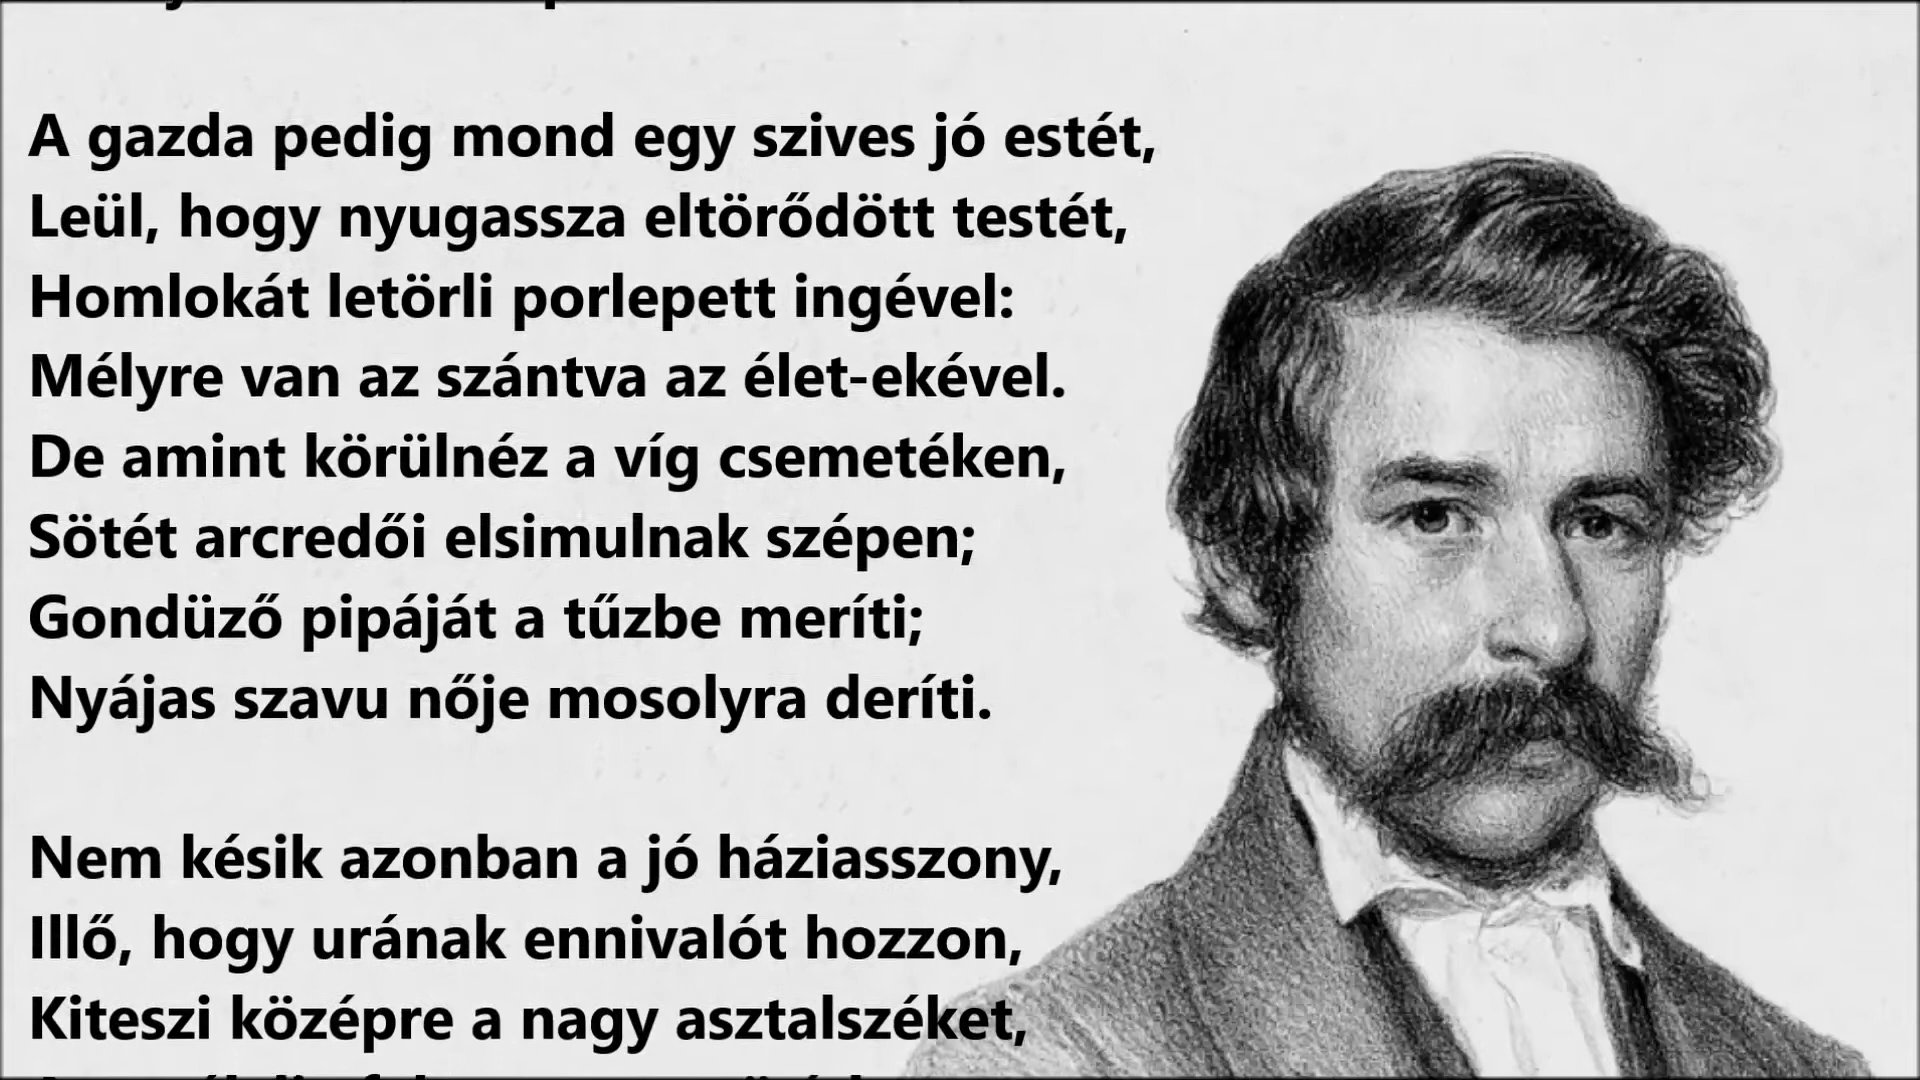 A gazda pedig mond egy szives jó estét,
Leül, hogy nyugassza eltörődött testét,
Homlokát letörli porlepett ingével:
Mélyre van az szántva az élet-ekével.
De amint körülnéz a víg csemetéken,
Sötét arcredői elsimulnak szépen;
Gondüző pipáját a tűzbe meríti;
Nyájas szavu nője mosolyra deríti.
Nem késik azonban a jó háziasszony,
Illő, hogy urának ennivalót hozzon,
Kiteszi középre a nagy asztalszéket,